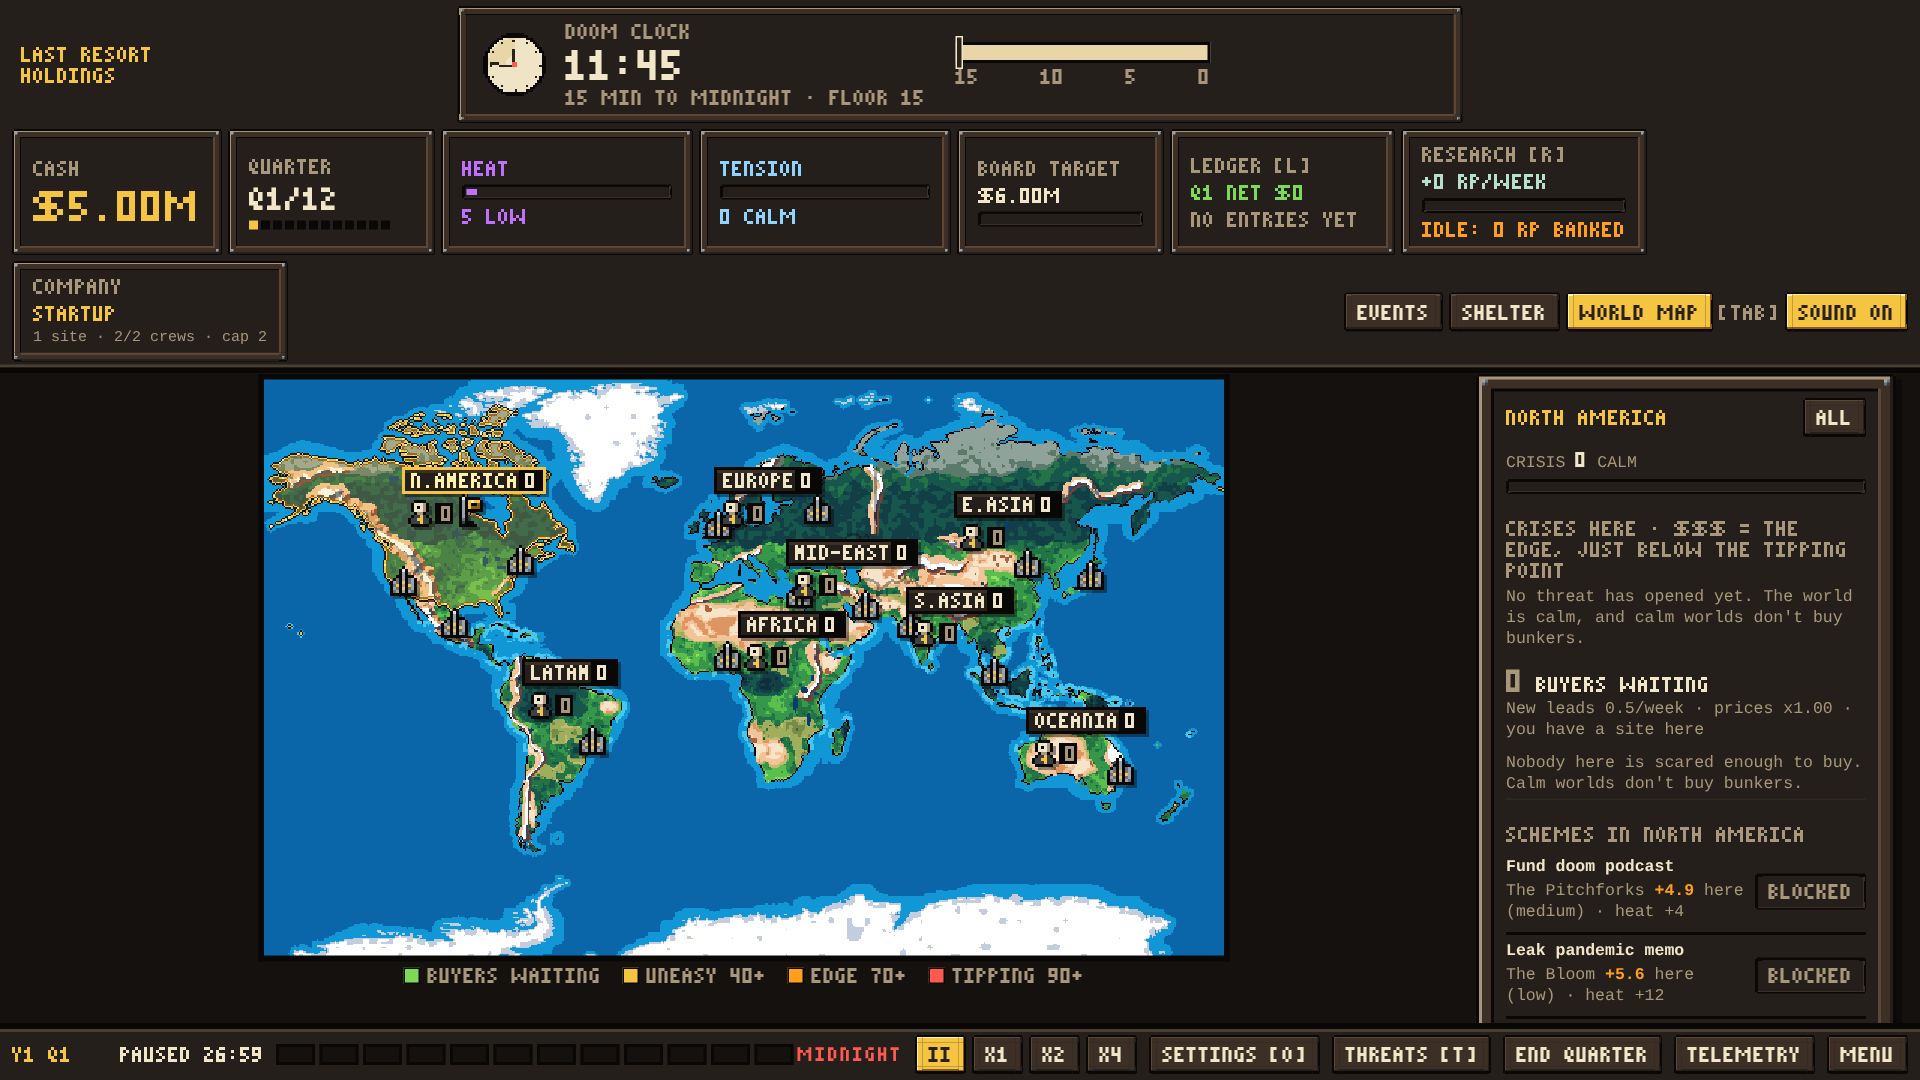 LAST RESORT
HOLDINGS
DOOM CLOCK
11:45
15 MIN TO MIDNIGHT · FLOOR 15
15 10 5 0
CASH
$5.00M
QUARTER
Q1/12
HEAT
5 LOW
TENSION
0 CALM
BOARD TARGET
$6.00M
LEDGER [L]
Q1 NET $0
NO ENTRIES YET
RESEARCH [R]
+0 RP/WEEK
IDLE: 0 RP BANKED
COMPANY
STARTUP
1 site · 2/2 crews · cap 2
EVENTS
SHELTER
WORLD MAP
[TAB]
SOUND ON
N.AMERICA 0
0
EUROPE 0
0
E.ASIA 0
0
MID-EAST 0
0
S.ASIA 0
0
AFRICA 0
0
LATAM 0
0
OCEANIA 0
0
BUYERS WAITING
UNEASY 40+
EDGE 70+
TIPPING 90+
NORTH AMERICA
ALL
CRISIS 0 CALM
CRISES HERE · $$$ = THE
EDGE, JUST BELOW THE TIPPING
POINT
No threat has opened yet. The world
is calm, and calm worlds don't buy
bunkers.
0 BUYERS WAITING
New leads 0.5/week · prices x1.00 ·
you have a site here
Nobody here is scared enough to buy.
Calm worlds don't buy bunkers.
SCHEMES IN NORTH AMERICA
Fund doom podcast
The Pitchforks +4.9 here
(medium) · heat +4
BLOCKED
Leak pandemic memo
The Bloom +5.6 here
(low) · heat +12
BLOCKED
Y1 Q1
PAUSED 26:59
MIDNIGHT
II
X1
X2
X4
SETTINGS [O]
THREATS [T]
END QUARTER
TELEMETRY
MENU